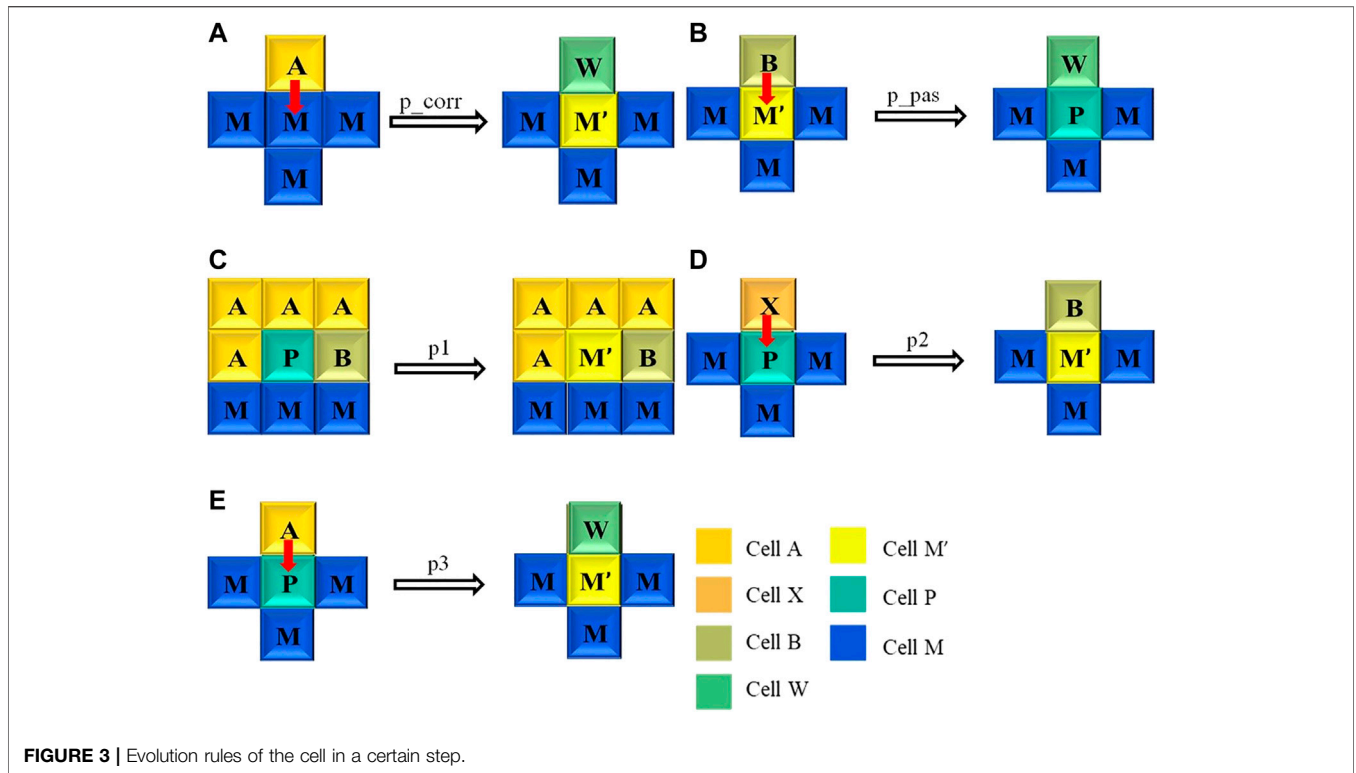 A
B
A
W
B
W
p_corr
p_pas
M M M
M M' M
M M' M
M P M
M
M
M
M
C
D
A A A
A A A
X
B
A P B
p1
A M' B
M P M
p2
M M' M
M M M
M M M
M
M
E
A
W
M P M
p3
M M' M
M
M
Cell A
Cell M'
Cell X
Cell P
Cell B
Cell M
Cell W
FIGURE 3 | Evolution rules of the cell in a certain step.